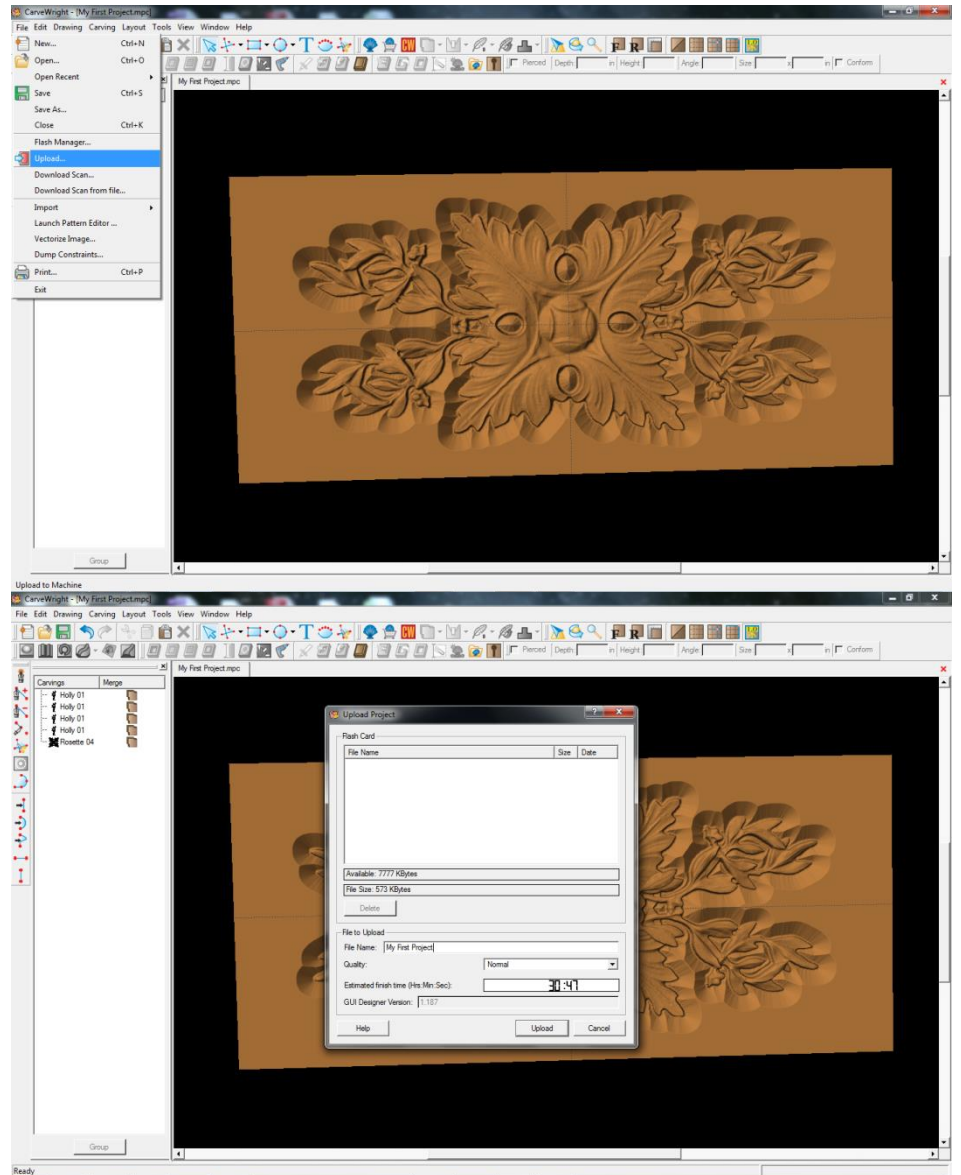 CarveWright - [My First Project.mpc]
File Edit Drawing Carving Layout Tools View Window Help
New... Ctrl+N
Open... Ctrl+O
Open Recent
Save Ctrl+S
Save As...
Close Ctrl+K
Flash Manager...
Upload...
Download Scan...
Download Scan from file...
Import
Launch Pattern Editor ...
Vectorize Image...
Dump Constraints...
Print... Ctrl+P
Exit
CW
F R
Pierced Depth: in Height: Angle: Size: x in Conform
My First Project.mpc
Group
Upload to Machine
CarveWright - [My First Project.mpc]
File Edit Drawing Carving Layout Tools View Window Help
CW
F R
Pierced Depth: in Height: Angle: Size: x in Conform
My First Project.mpc
Carvings Merge
Holly 01
Holly 01
Holly 01
Holly 01
Rosette 04
Upload Project
Flash Card
File Name Size Date
Available: 7777 KBytes
File Size: 573 KBytes
Delete
File to Upload
File Name: My First Project
Quality: Normal
Estimated finish time (Hrs:Min:Sec): 30:47
GUI Designer Version: 1.187
Help Upload Cancel
Group
Ready